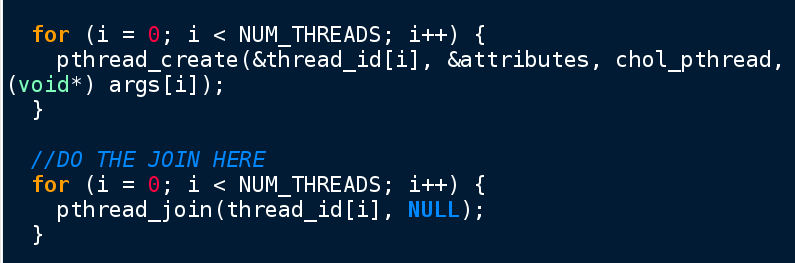 for (i = 0; i < NUM_THREADS; i++) {
pthread_create(&thread_id[i], &attributes, chol_pthread,
(void*) args[i]);
}
//DO THE JOIN HERE
for (i = 0; i < NUM_THREADS; i++) {
pthread_join(thread_id[i], NULL);
}